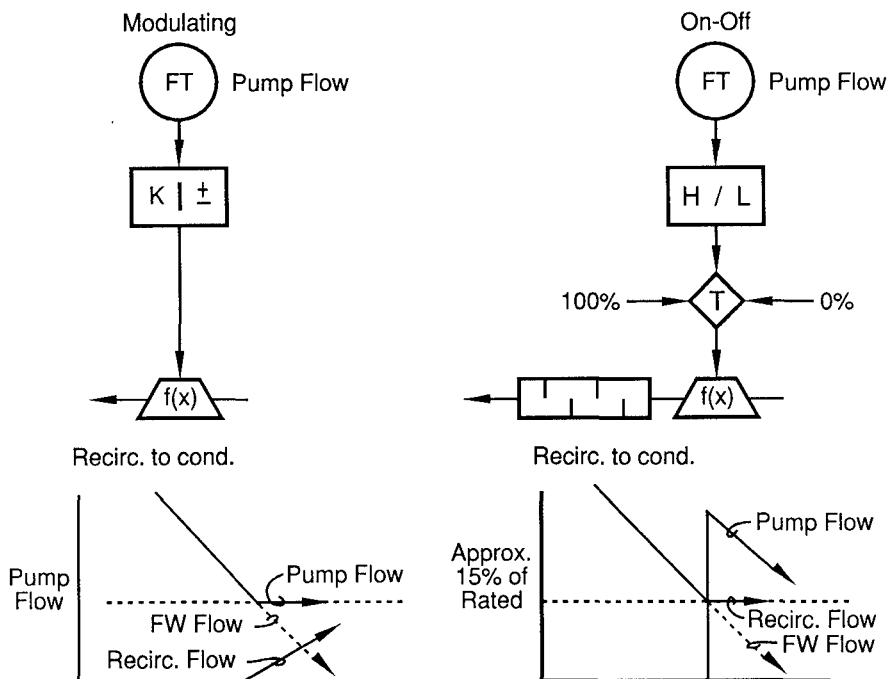 Modulating
FT Pump Flow
K | ±
f(x)
Recirc. to cond.
Pump
Flow
Pump Flow
FW Flow
Recirc. Flow
On-Off
FT Pump Flow
H / L
100% T 0%
f(x)
Recirc. to cond.
Approx.
15% of
Rated
Pump Flow
Recirc. Flow
FW Flow